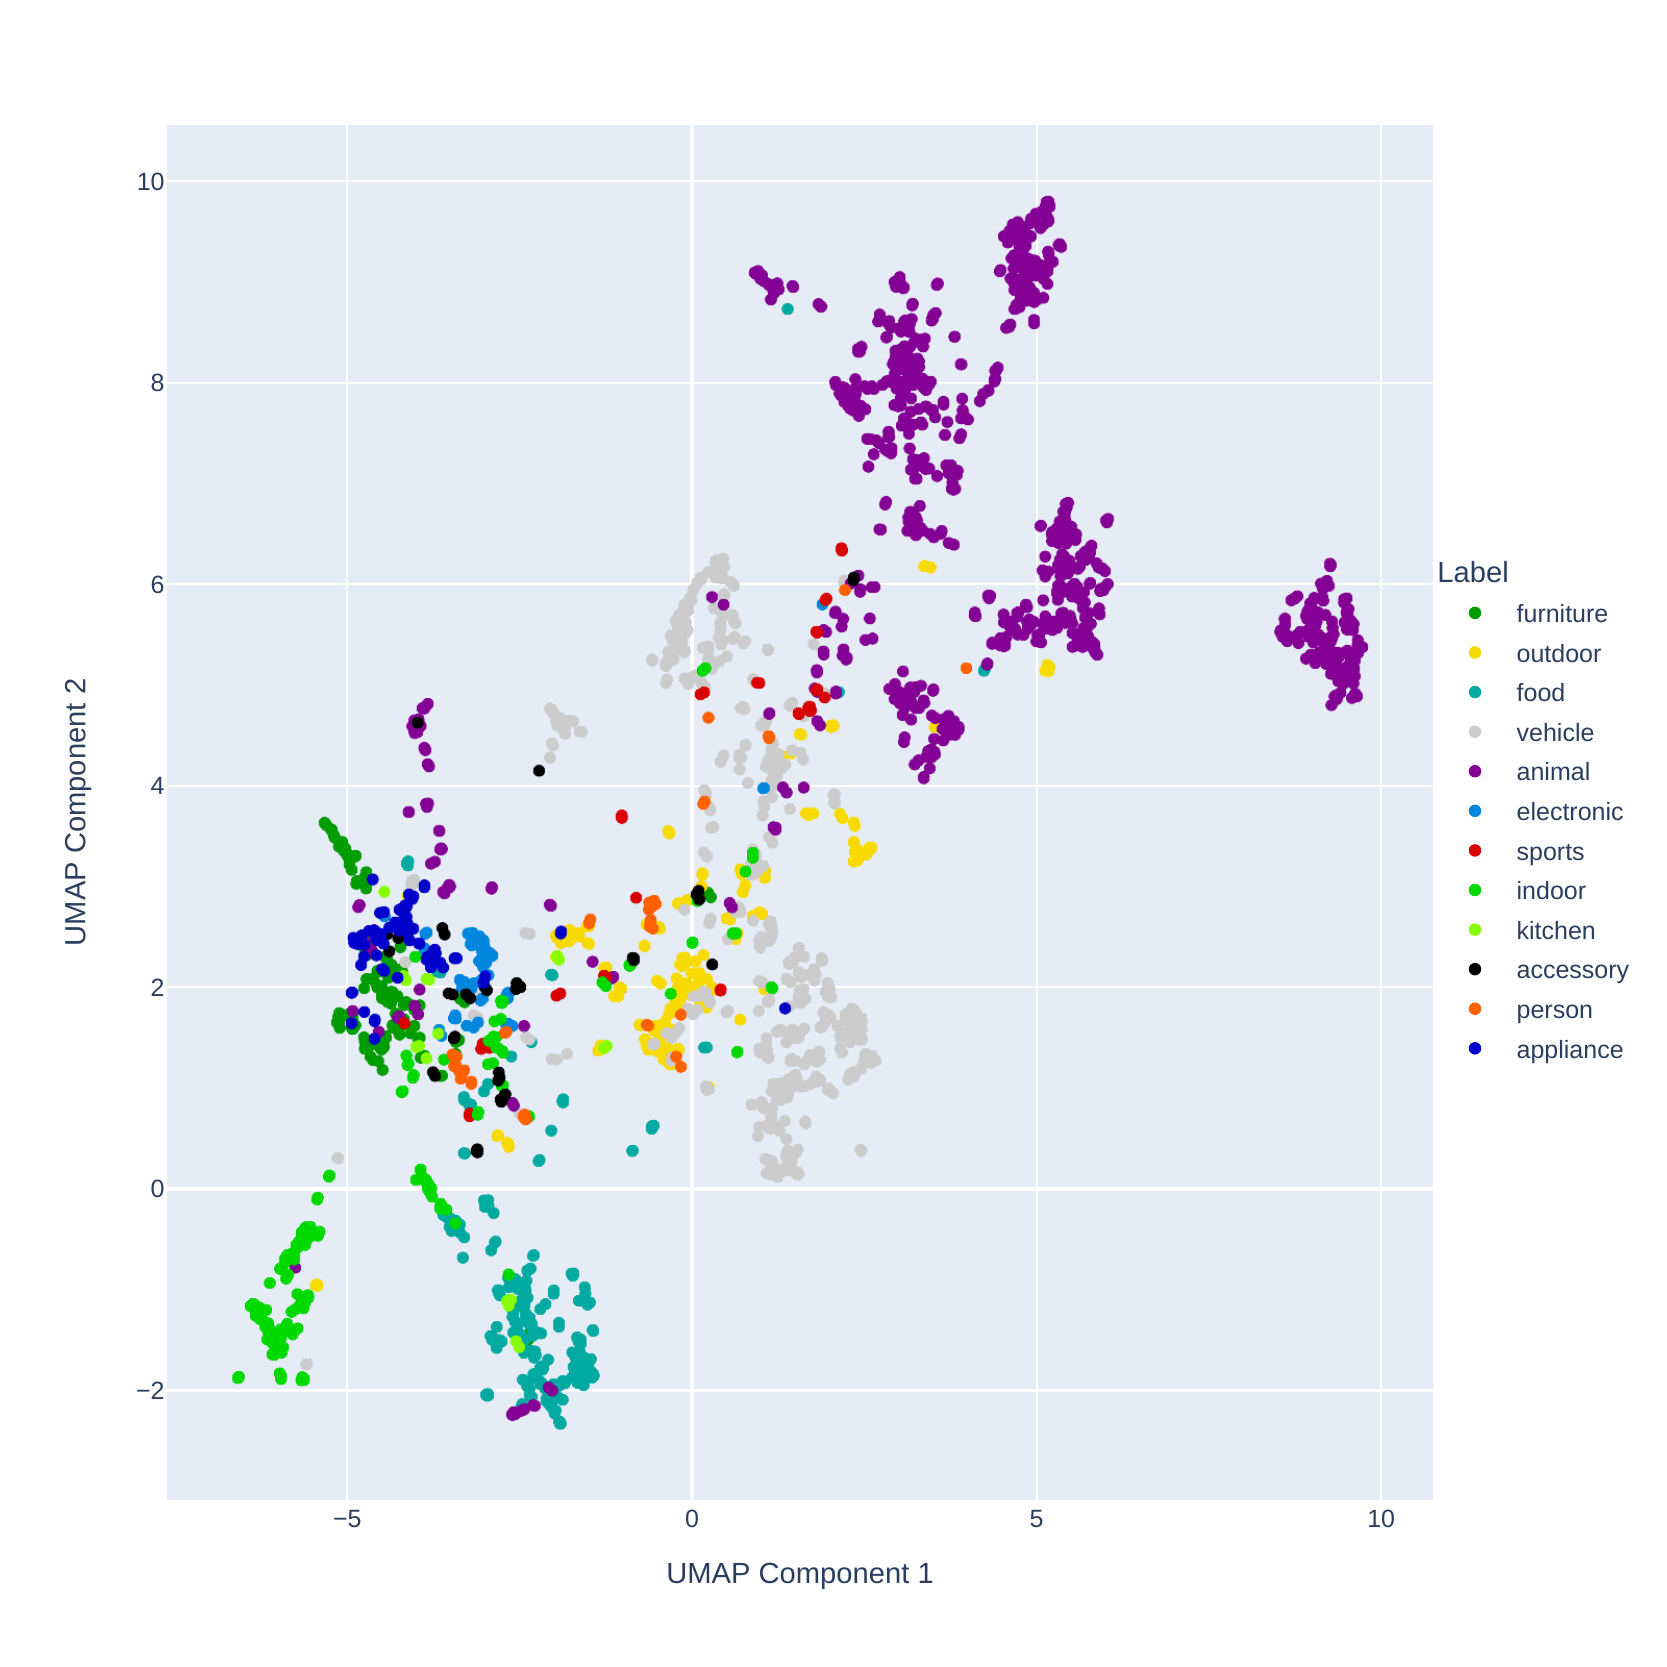 10
8
6
4
2
0
−2
−5
0
5
10
UMAP Component 1
UMAP Component 2
Label
furniture
outdoor
food
vehicle
animal
electronic
sports
indoor
kitchen
accessory
person
appliance